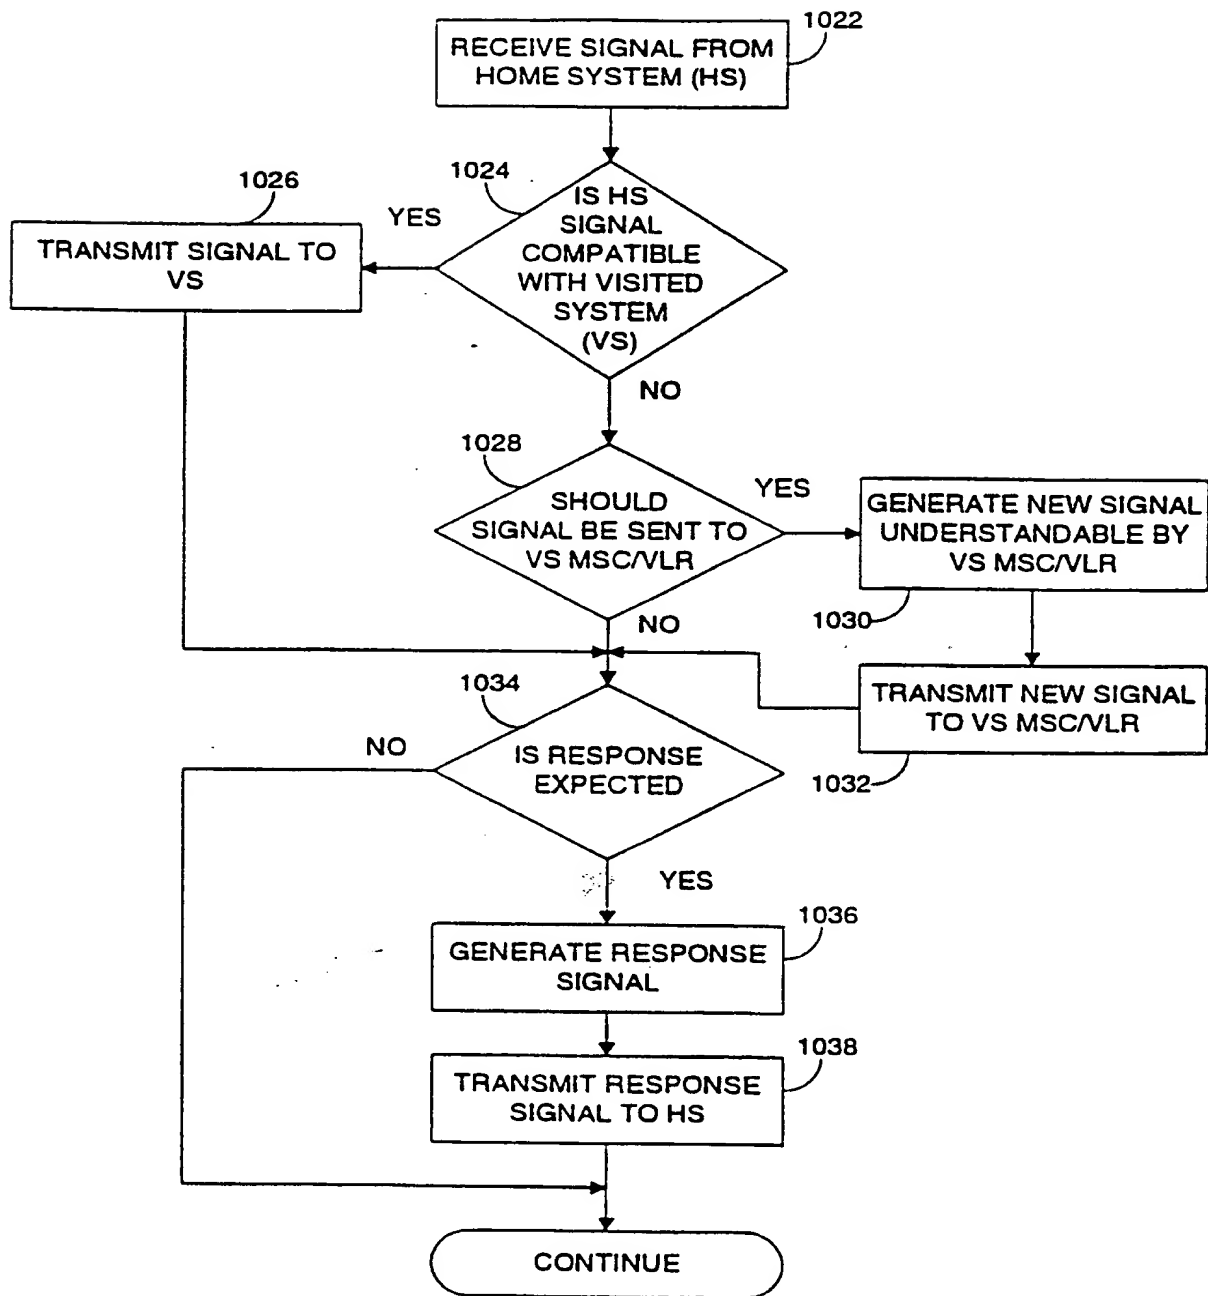 1022
RECEIVE SIGNAL FROM
HOME SYSTEM (HS)
1024
IS HS
SIGNAL
COMPATIBLE
WITH VISITED
SYSTEM
(VS)
YES
1026
TRANSMIT SIGNAL TO
VS
NO
1028
SHOULD
SIGNAL BE SENT TO
VS MSC/VLR
YES
GENERATE NEW SIGNAL
UNDERSTANDABLE BY
VS MSC/VLR
1030
NO
TRANSMIT NEW SIGNAL
TO VS MSC/VLR
1032
1034
IS RESPONSE
EXPECTED
NO
YES
1036
GENERATE RESPONSE
SIGNAL
1038
TRANSMIT RESPONSE
SIGNAL TO HS
CONTINUE